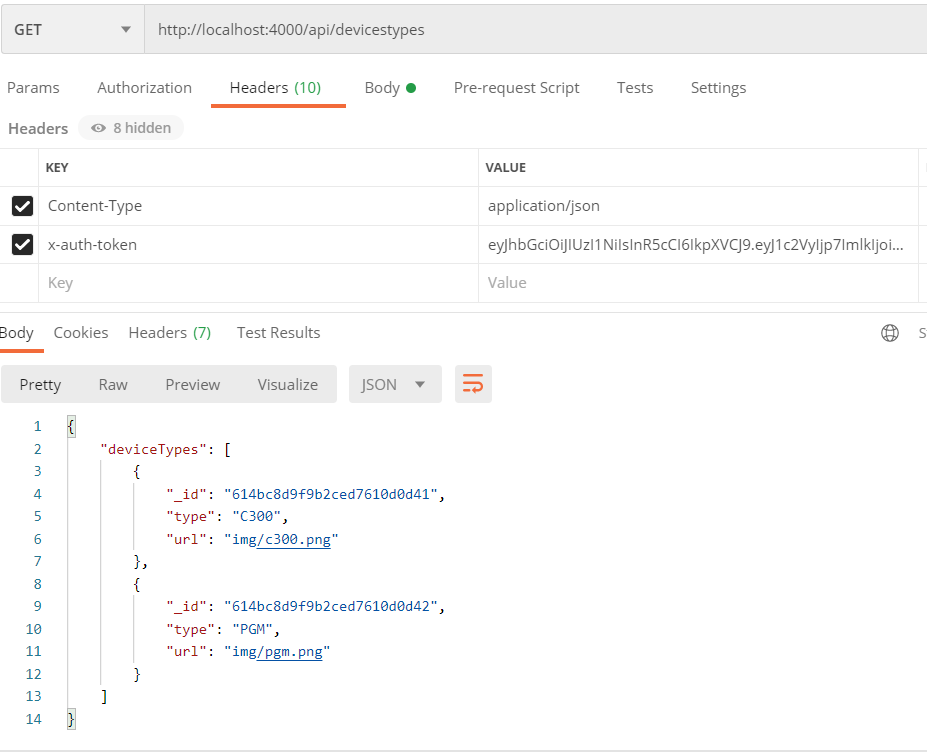 GET http://localhost:4000/api/devicestypes
Params Authorization Headers (10) Body Pre-request Script Tests Settings
Headers 8 hidden
KEY VALUE
Content-Type application/json
x-auth-token eyJhbGciOiJIUzI1NiIsInR5cCI6IkpXVCJ9.eyJ1c2VyIjp7ImlkIjoi...
Key Value
Body Cookies Headers (7) Test Results
Pretty Raw Preview Visualize JSON
1 {
2 "deviceTypes": [
3 {
4 "_id": "614bc8d9f9b2ced7610d0d41",
5 "type": "C300",
6 "url": "img/c300.png"
7 },
8 {
9 "_id": "614bc8d9f9b2ced7610d0d42",
10 "type": "PGM",
11 "url": "img/pgm.png"
12 }
13 ]
14 }